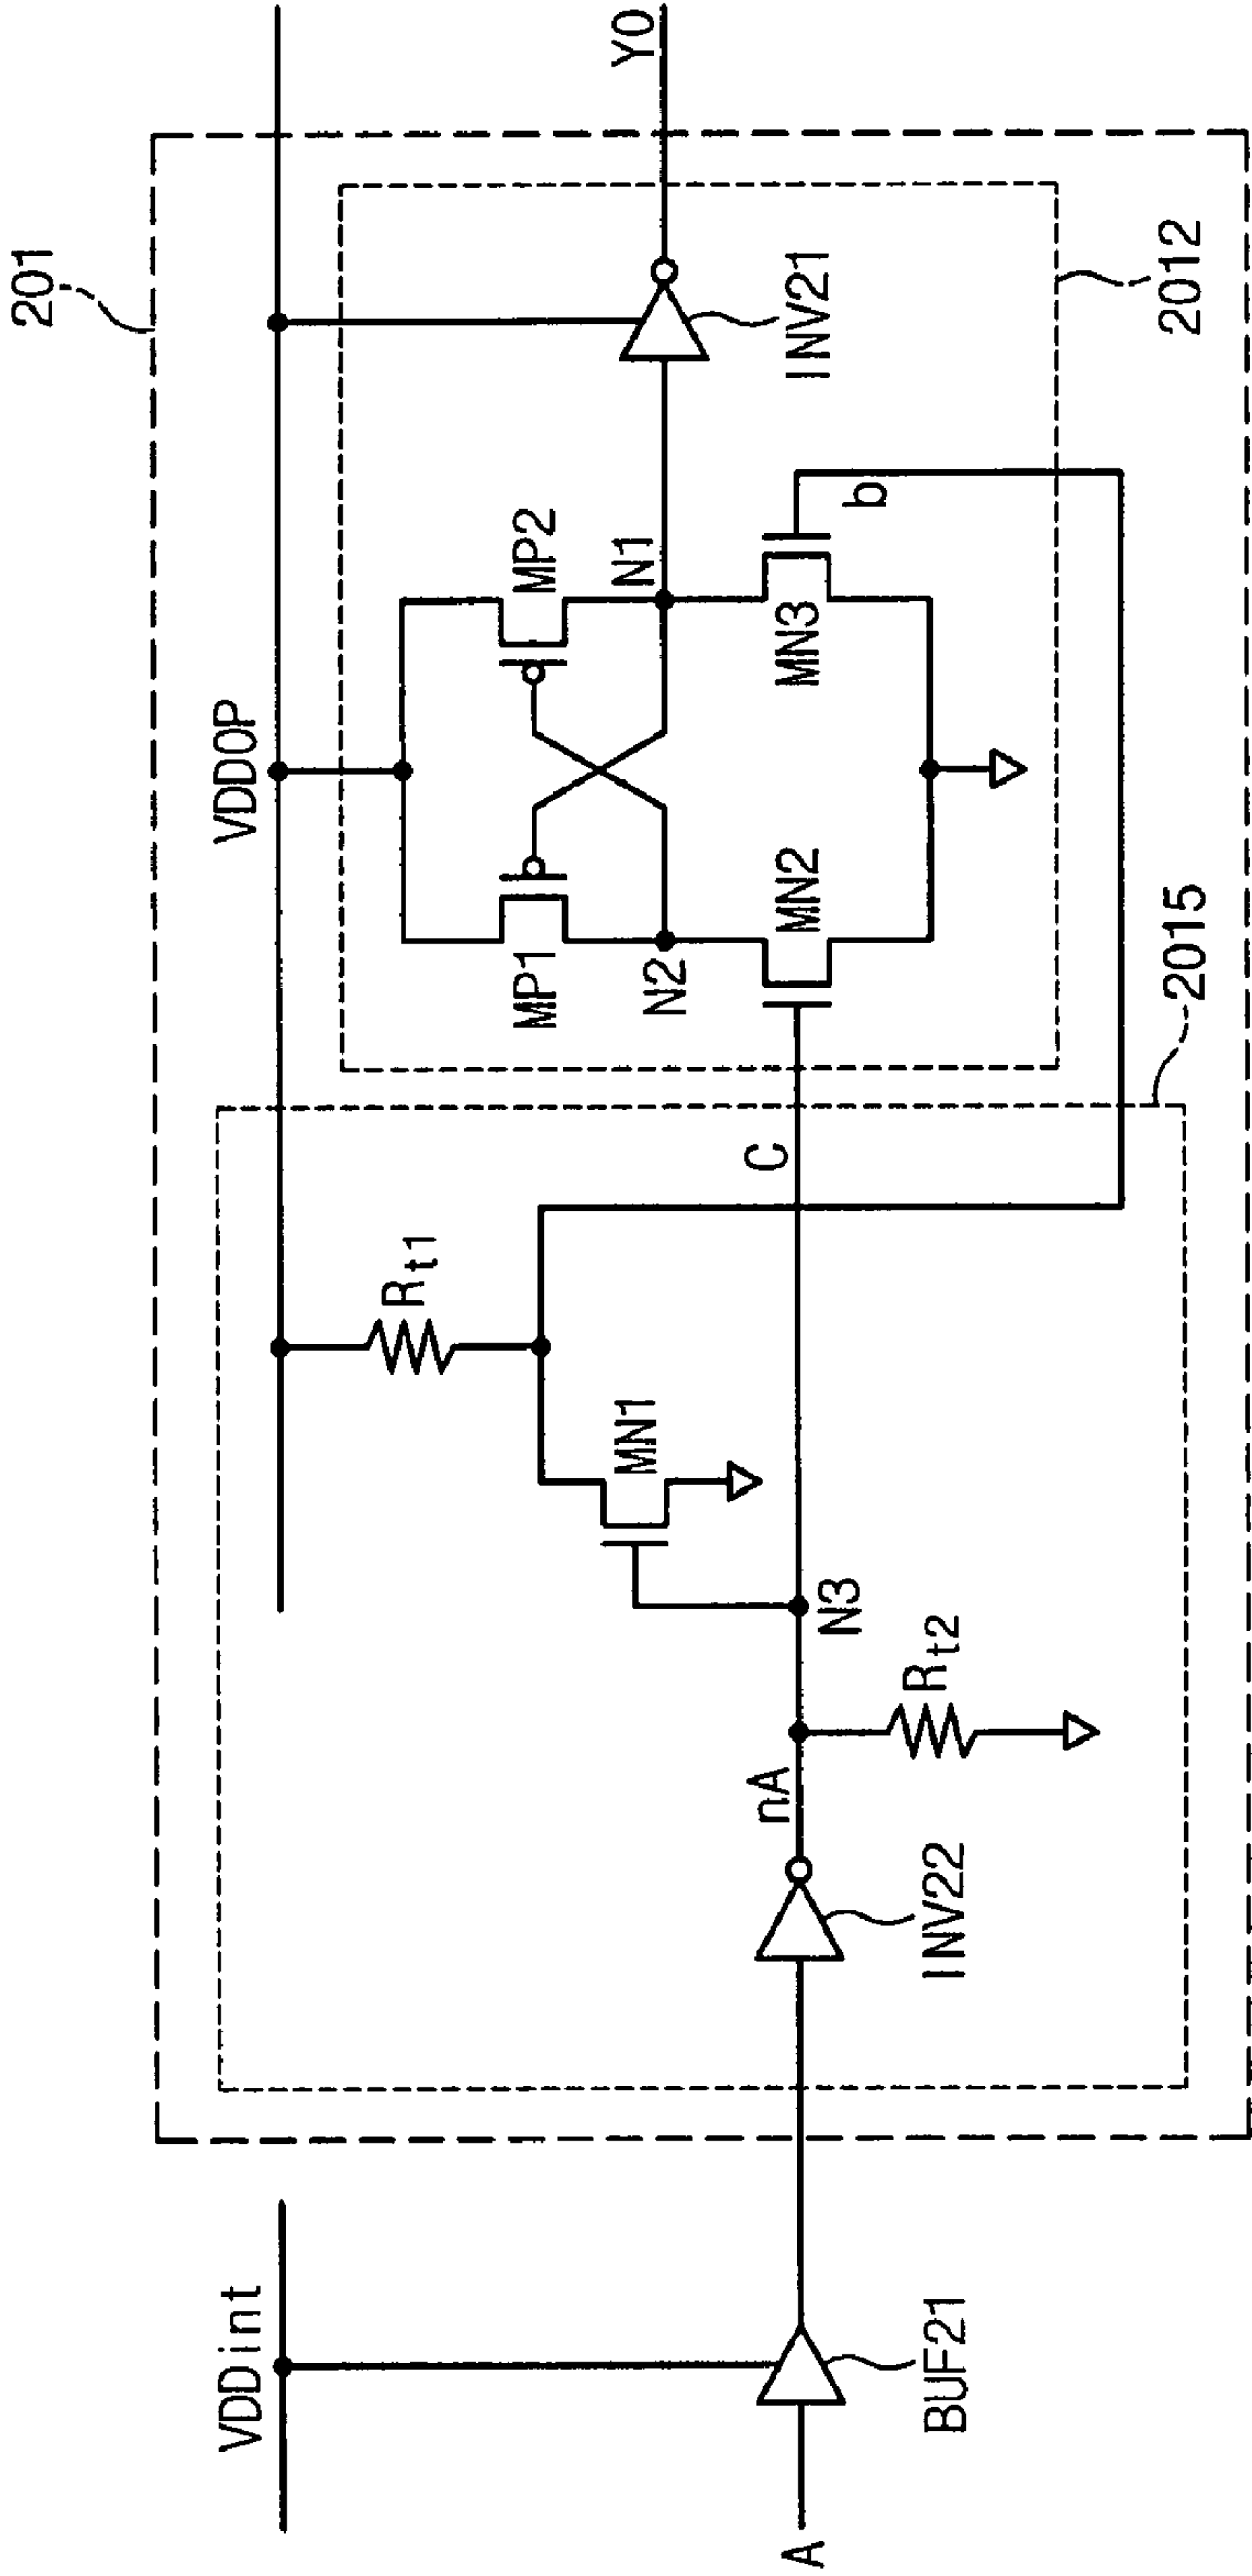 201
VDDint
VDDOP
Y0
Rt1
MP1
MP2
MN1
N2
N1
INV21
A
BUF21
INV22
nA
N3
Rt2
C
MN2
MN3
b
2012
2015